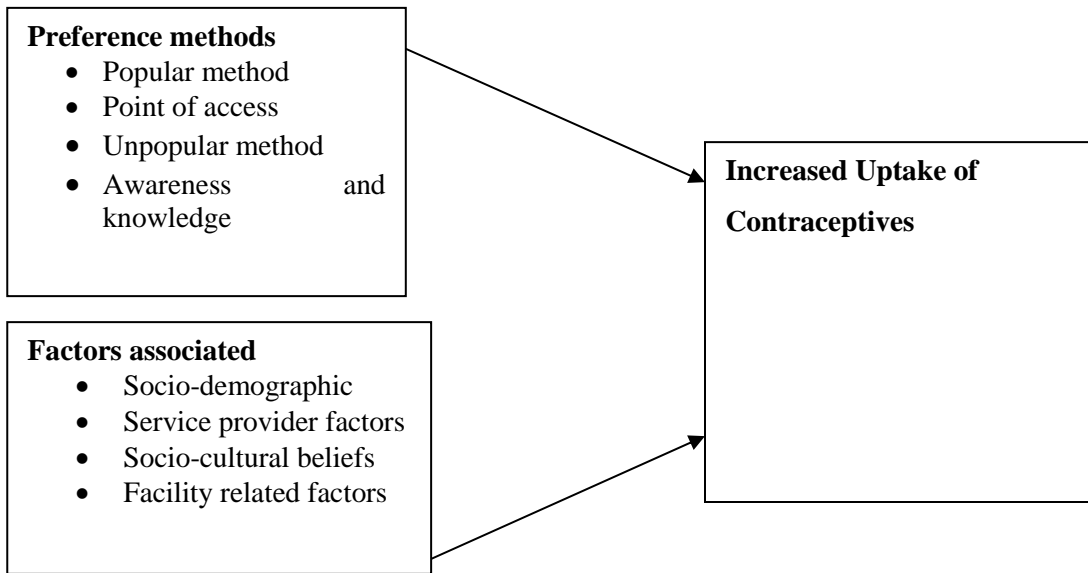 Preference methods
• Popular method
• Point of access
• Unpopular method
• Awareness and
knowledge
Increased Uptake of
Contraceptives
Factors associated
• Socio-demographic
• Service provider factors
• Socio-cultural beliefs
• Facility related factors